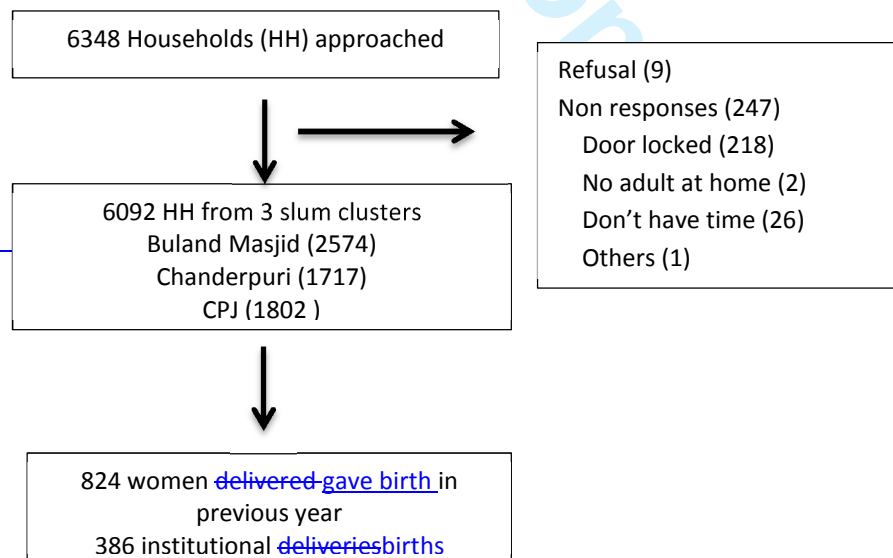 6348 Households (HH) approached
Refusal (9)
Non responses (247)
Door locked (218)
No adult at home (2)
Don't have time (26)
Others (1)
6092 HH from 3 slum clusters
Buland Masjid (2574)
Chanderpuri (1717)
CPJ (1802 )
824 women delivered gave birth in
previous year
386 institutional deliveriesbirths